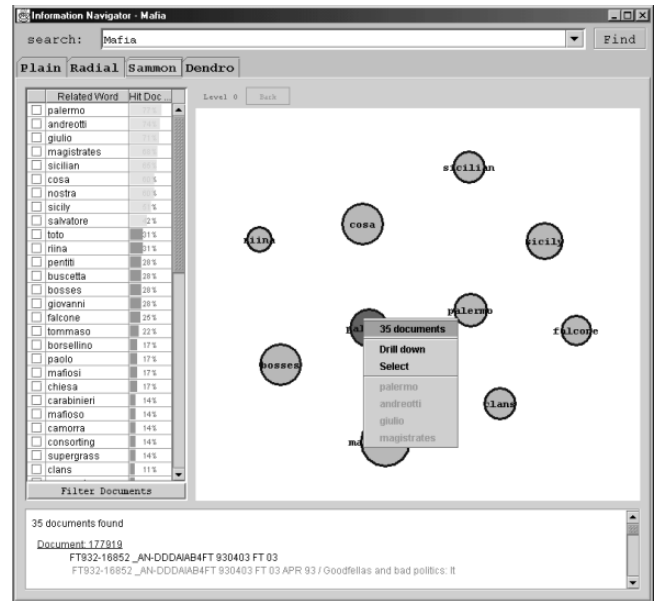 Information Navigator - Mafia
search: Mafia Find
Plain Radial Sammon Dendro
Related Word Hit Doc ...
Level 0 Back
palermo
andreotti
giulio
magistrates
sicilian
cosa
nostra
sicily
salvatore
toto 31%
riina 31%
pentiti 28%
buscetta 28%
bosses 28%
giovanni 28%
falcone 25%
tommaso 22%
borsellino 17%
paolo 17%
mafiosi 17%
chiesa 17%
carabinieri 14%
mafioso 14%
camorra 14%
consorting 14%
supergrass 14%
clans 11%
Filter Documents
sicilian
cosa
riina
sicily
palermo
falcone
bosses
clans
35 documents
Drill down
Select
palermo
andreotti
giulio
magistrates
35 documents found
Document: 177919
FT932-16852 _AN-DDDAIAB4FT 930403 FT 03
FT932-16852 _AN-DDDAIAB4FT 930403 FT 03 APR 93 / Goodfellas and bad politics: It